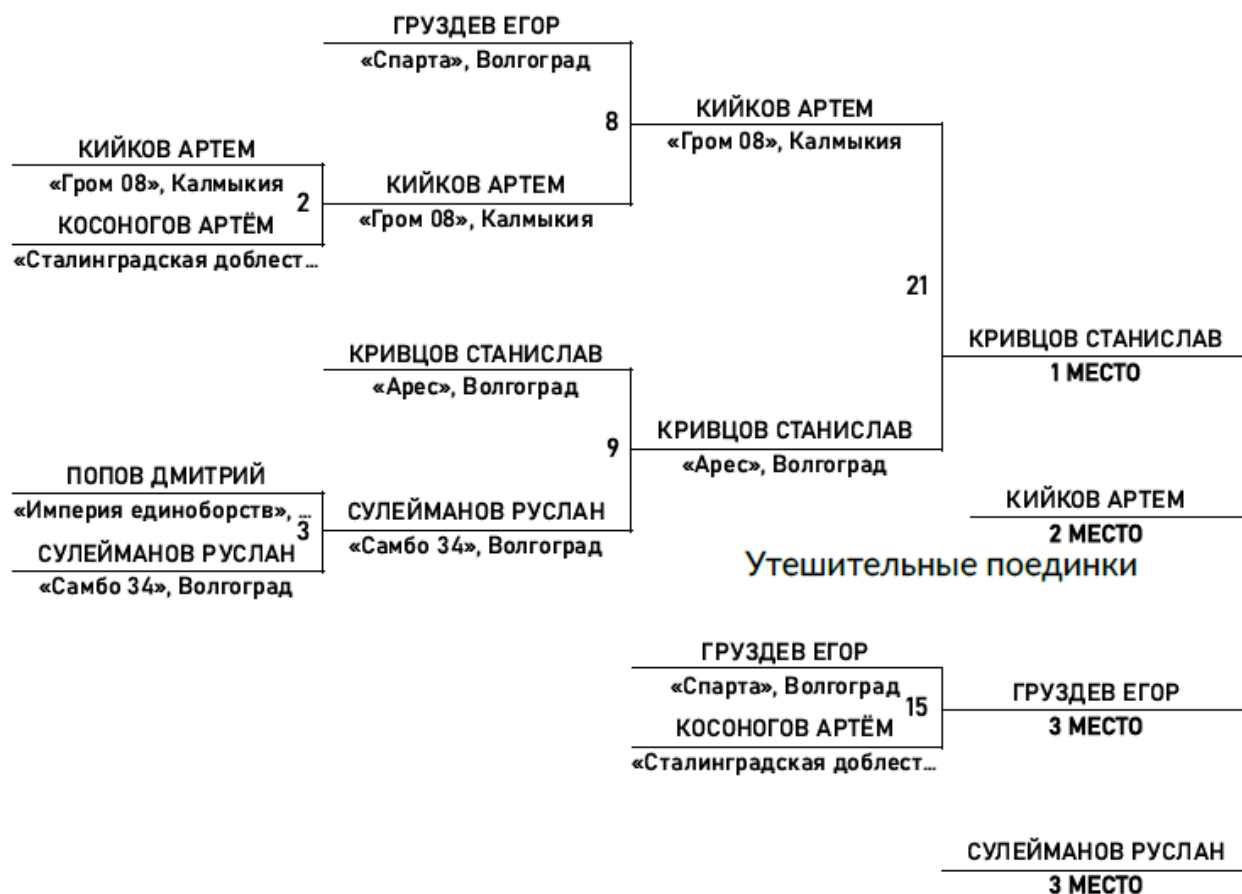 ГРУЗДЕВ ЕГОР
«Спарта», Волгоград
8
КИЙКОВ АРТЕМ
«Гром 08», Калмыкия
КИЙКОВ АРТЕМ
«Гром 08», Калмыкия
2
КИЙКОВ АРТЕМ
«Гром 08», Калмыкия
КОСОНОГОВ АРТЁМ
«Сталинградская доблест...
21
КРИВЦОВ СТАНИСЛАВ
1 МЕСТО
КРИВЦОВ СТАНИСЛАВ
«Арес», Волгоград
9
КРИВЦОВ СТАНИСЛАВ
«Арес», Волгоград
ПОПОВ ДМИТРИЙ
«Империя единоборств», ...
3
СУЛЕЙМАНОВ РУСЛАН
«Самбо 34», Волгоград
СУЛЕЙМАНОВ РУСЛАН
«Самбо 34», Волгоград
КИЙКОВ АРТЕМ
2 МЕСТО
Утешительные поединки
ГРУЗДЕВ ЕГОР
«Спарта», Волгоград
15
КОСОНОГОВ АРТЁМ
«Сталинградская доблест...
ГРУЗДЕВ ЕГОР
3 МЕСТО
СУЛЕЙМАНОВ РУСЛАН
3 МЕСТО